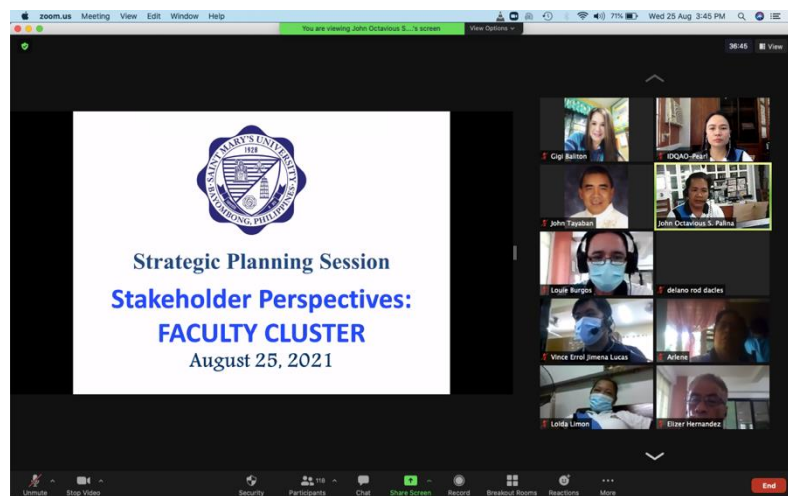 zoom.us Meeting View Edit Window Help
71% Wed 25 Aug 3:45 PM
You are viewing John Octavious S...'s screen
View Options
36:45 View
SAINT MARY'S UNIVERSITY
1928
BAYOMBONG, PHILIPPINES
Strategic Planning Session
Stakeholder Perspectives:
FACULTY CLUSTER
August 25, 2021
Gigi Baliton
IDQAO-Pearl
John Tayaban
John Octavious S. Palina
Louie Burgos
delano rod dacles
Vince Errol Jimena Lucas
Arlene
Loida Limon
Elizer Hernandez
Unmute
Stop Video
Security
Participants
118
Chat
Share Screen
Record
Breakout Rooms
Reactions
More
End